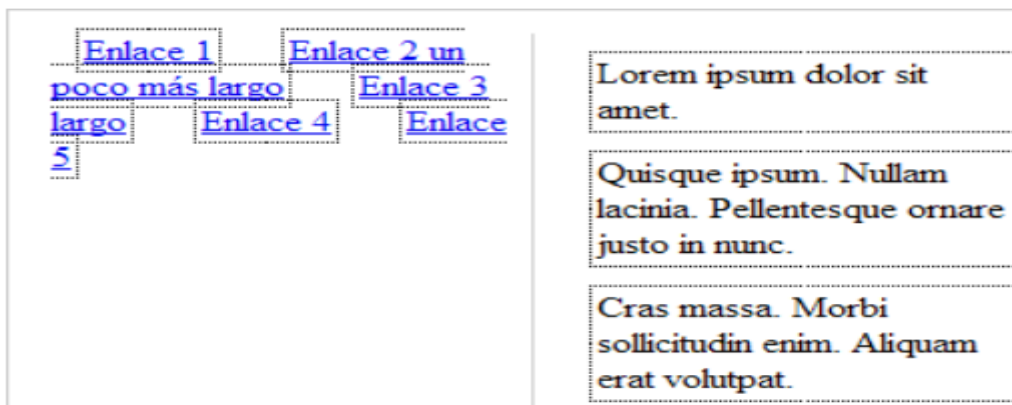 Enlace 1 Enlace 2 un
poco más largo Enlace 3
largo Enlace 4 Enlace
5
Lorem ipsum dolor sit
amet.
Quisque ipsum. Nullam
lacinia. Pellentesque ornare
justo in nunc.
Cras massa. Morbi
sollicitudin enim. Aliquam
erat volutpat.